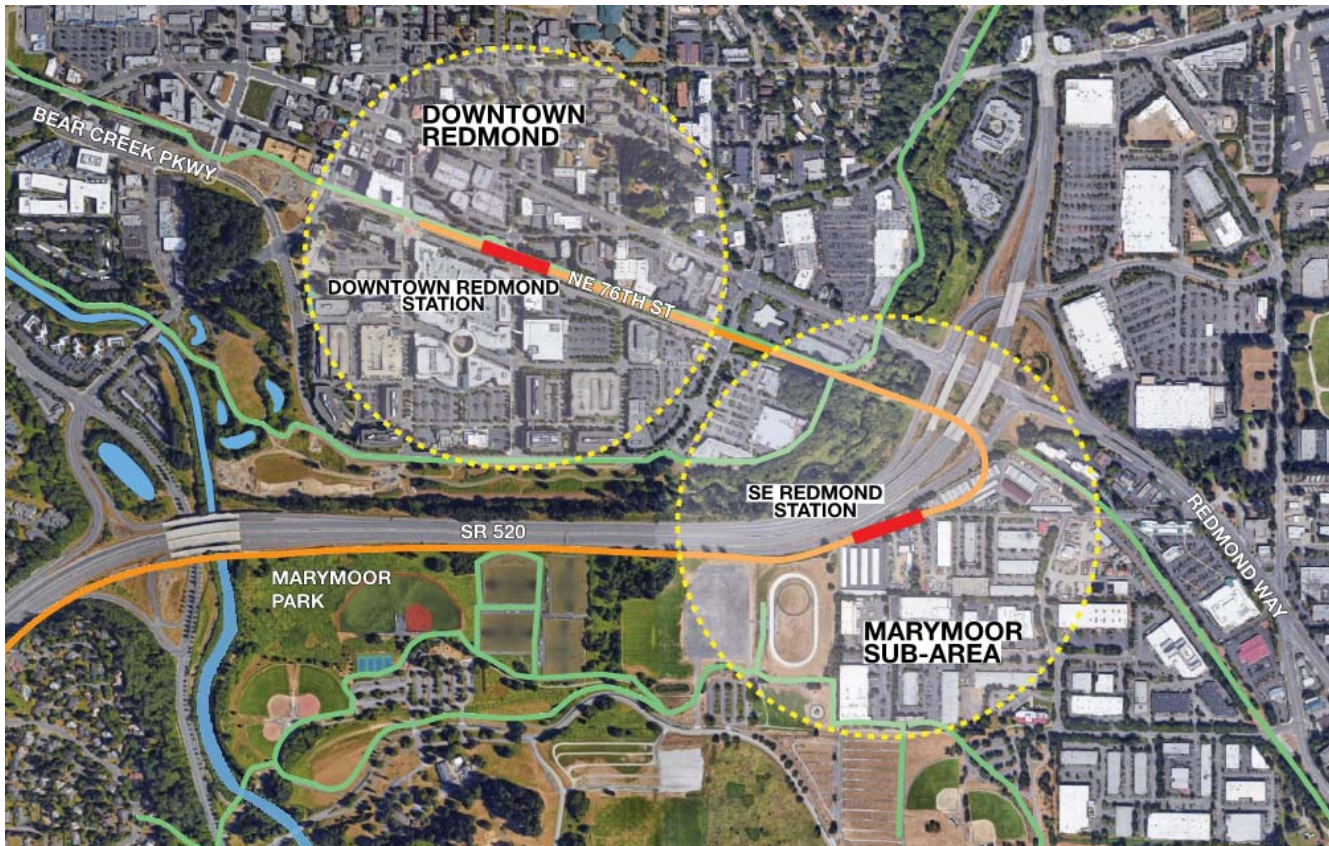 DOWNTOWN
REDMOND
BEAR CREEK PKWY
DOWNTOWN REDMOND
STATION
NE 76TH ST
SE REDMOND
STATION
SR 520
REDMOND WAY
MARYMOOR
PARK
MARYMOOR
SUB-AREA